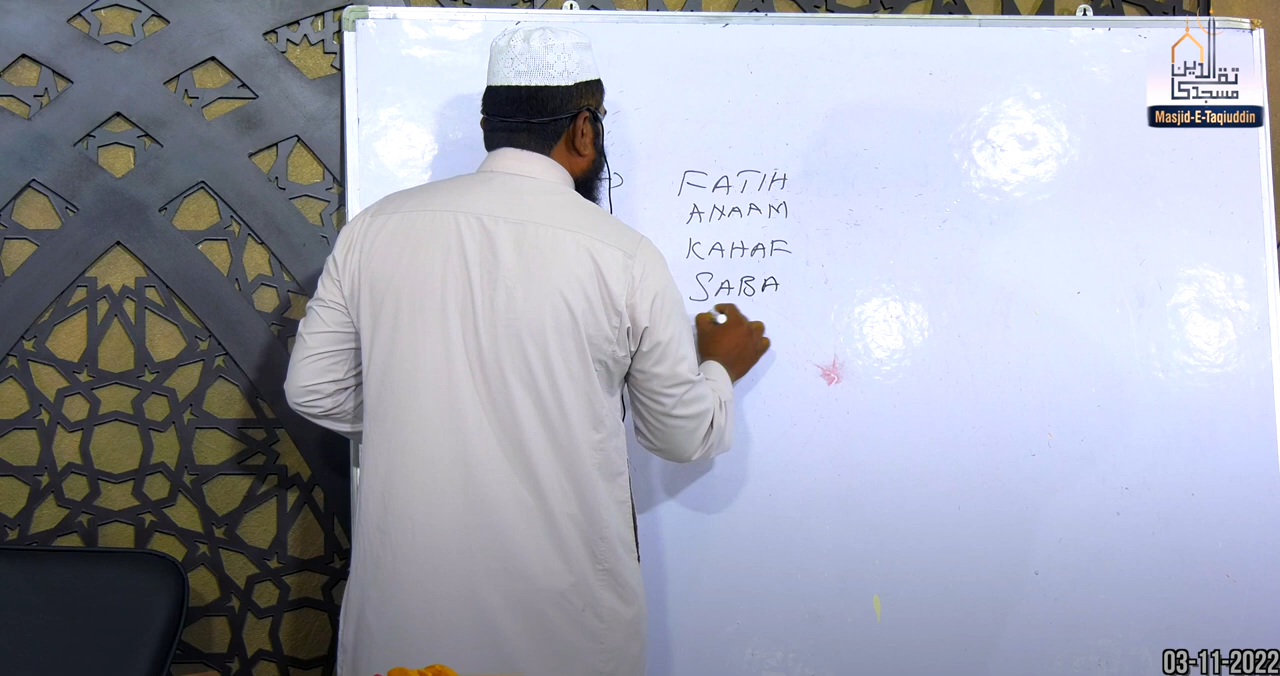 تقی الدین
مسجد
Masjid-E-Taqiuddin
FATIH
ANAAM
KAHAF
SABA
03-11-2022